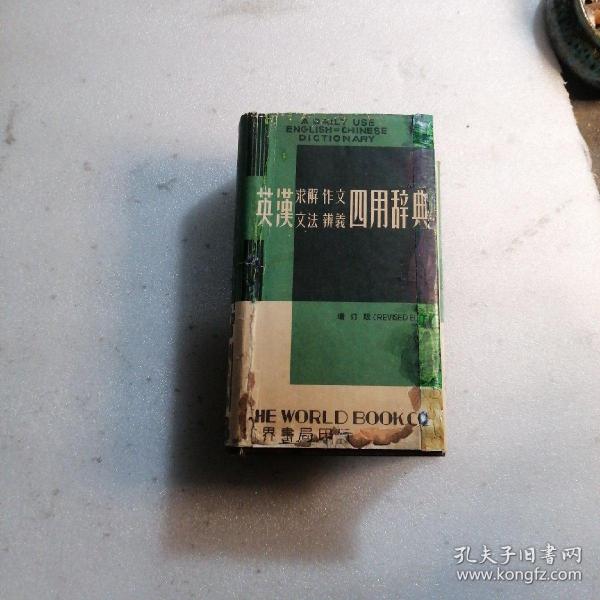 A DAILY USE
ENGLISH-CHINESE
DICTIONARY
英漢求解作文文法辨義四用辞典
增订版(REVISED E
HE WORLD BOOK CO
界書局印行
孔夫子旧書网
www.kongfz.com